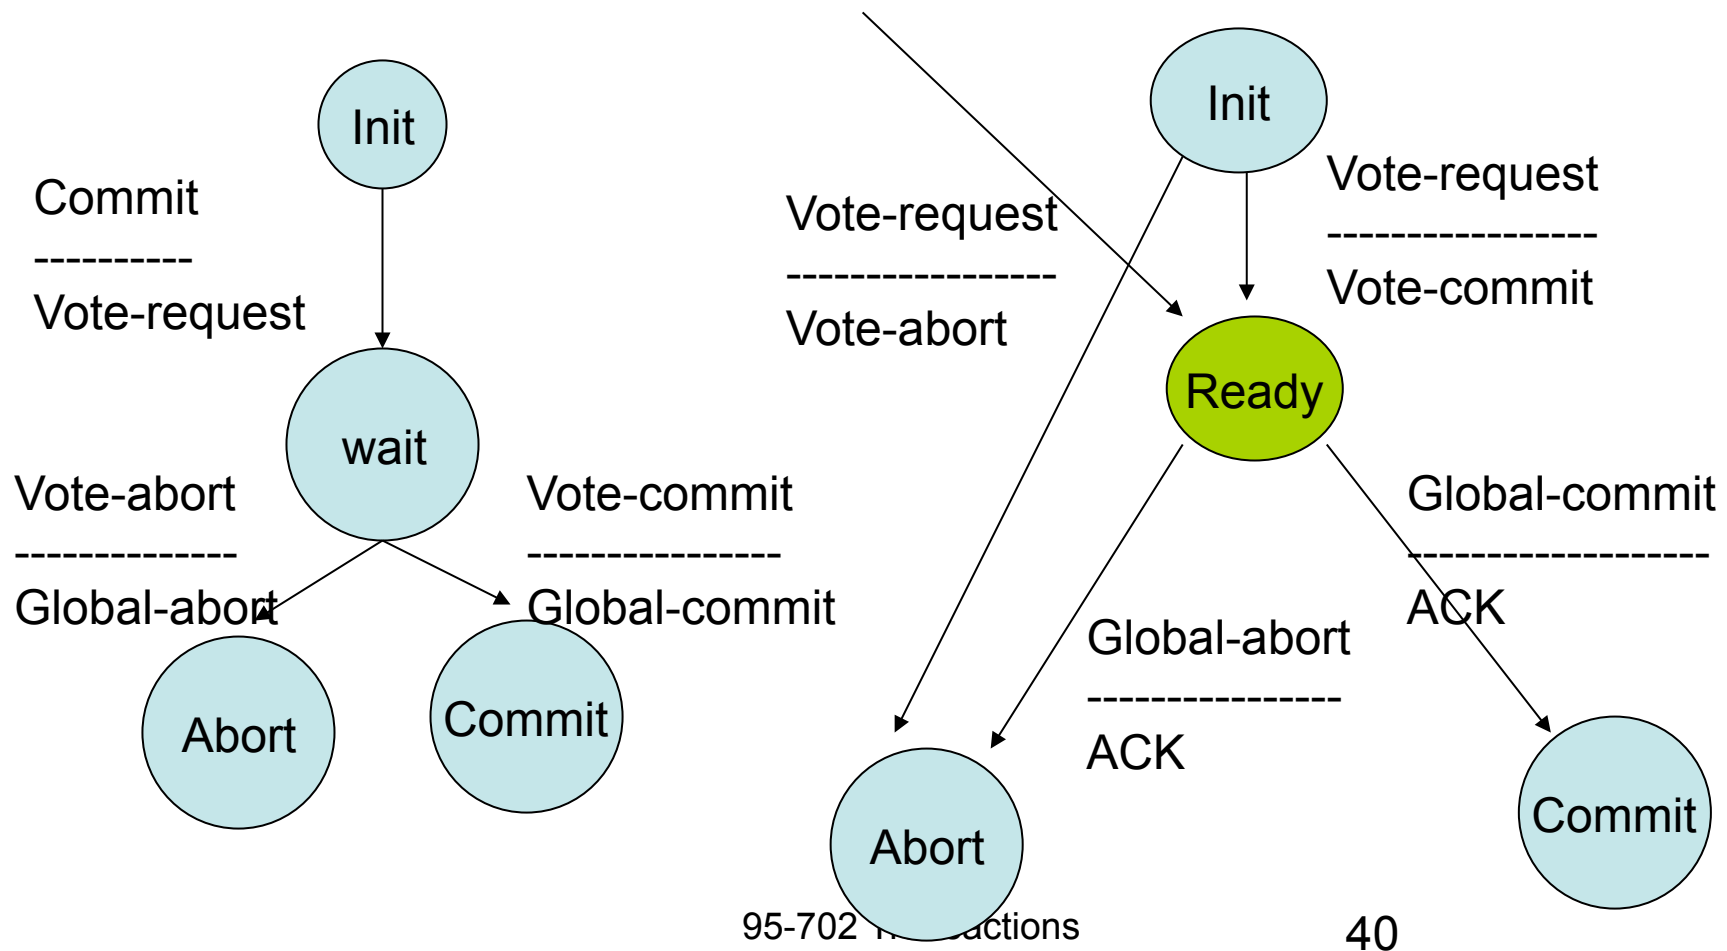 Init
Commit
----------
Vote-request
wait
Vote-abort
--------------
Global-abort
Vote-commit
----------------
Global-commit
Abort
Commit
Init
Vote-request
-----------------
Vote-abort
Vote-request
-----------------
Vote-commit
Ready
Global-commit
-------------------
ACK
Global-abort
----------------
ACK
Abort
Commit
95-702
40